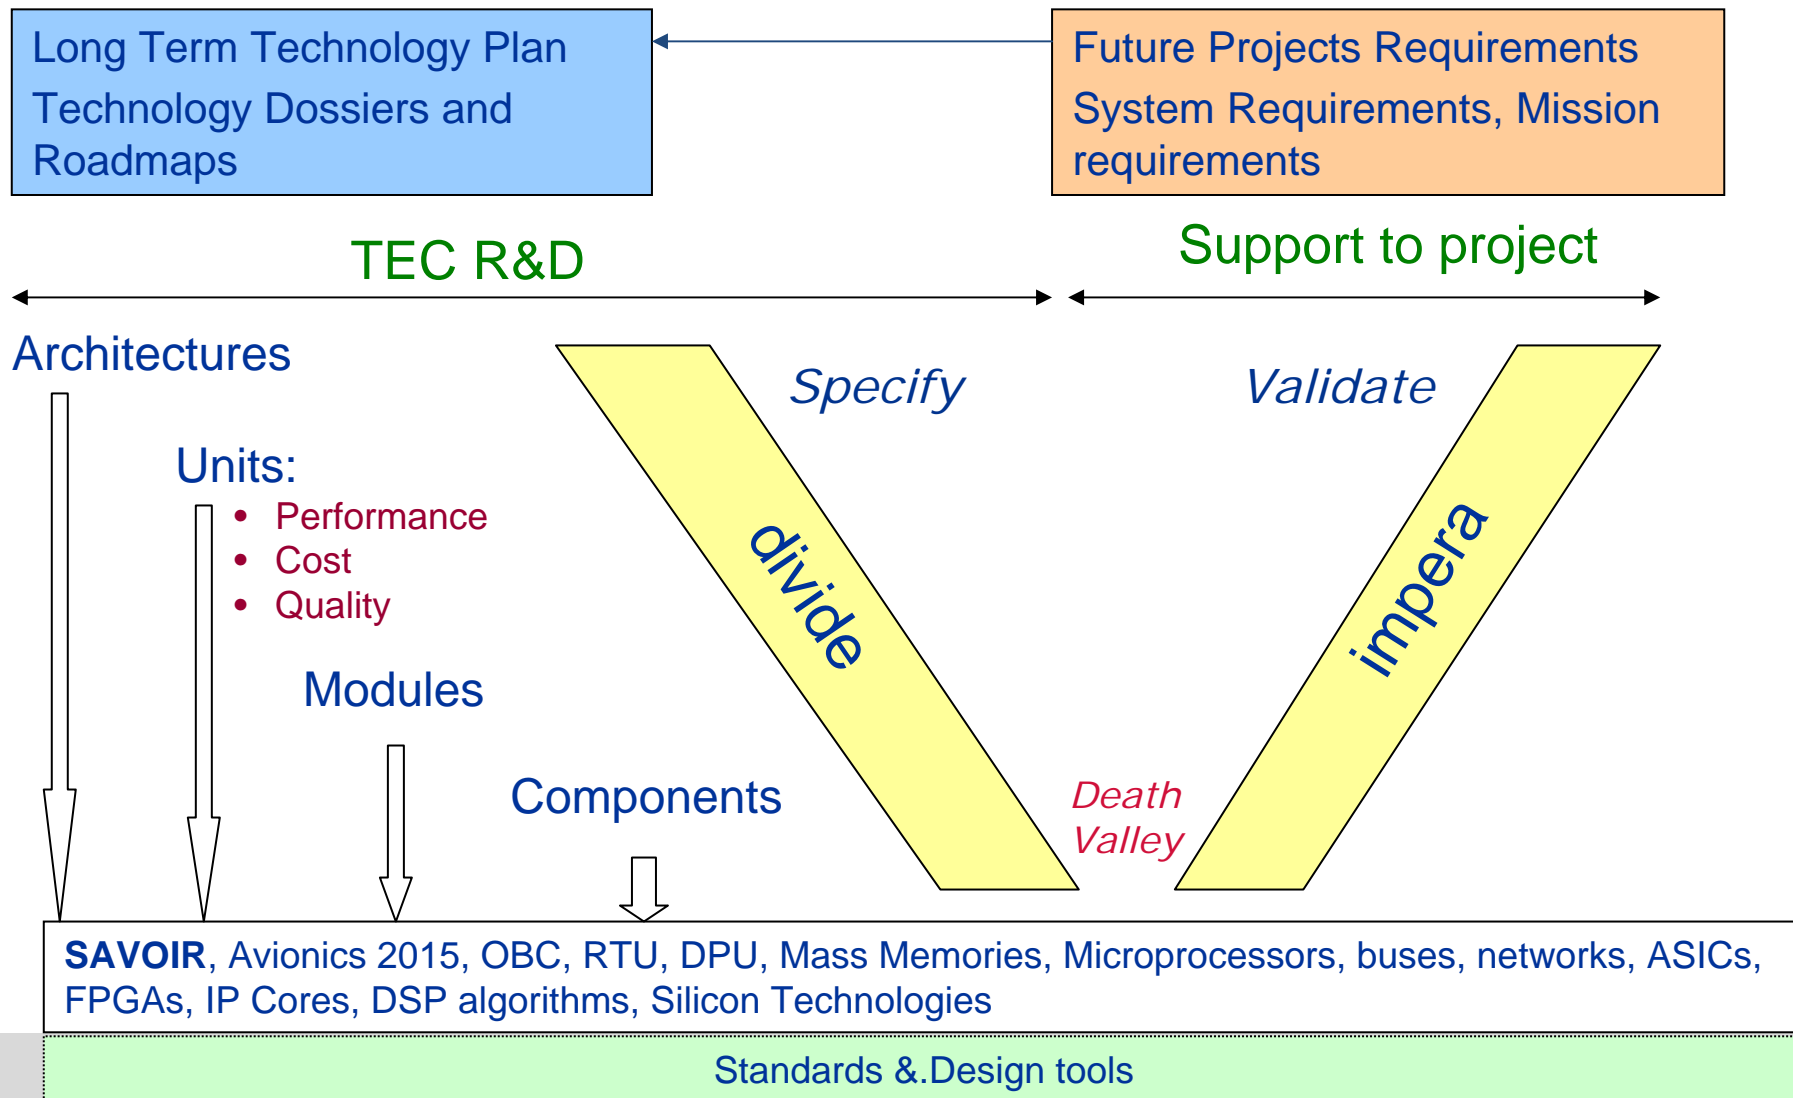 Long Term Technology Plan
Technology Dossiers and
Roadmaps
Future Projects Requirements
System Requirements, Mission
requirements
TEC R&D
Support to project
Architectures
Specify
Validate
Units:
• Performance
• Cost
• Quality
divide
impera
Modules
Components
Death
Valley
SAVOIR, Avionics 2015, OBC, RTU, DPU, Mass Memories, Microprocessors, buses, networks, ASICs,
FPGAs, IP Cores, DSP algorithms, Silicon Technologies
Standards &.Design tools